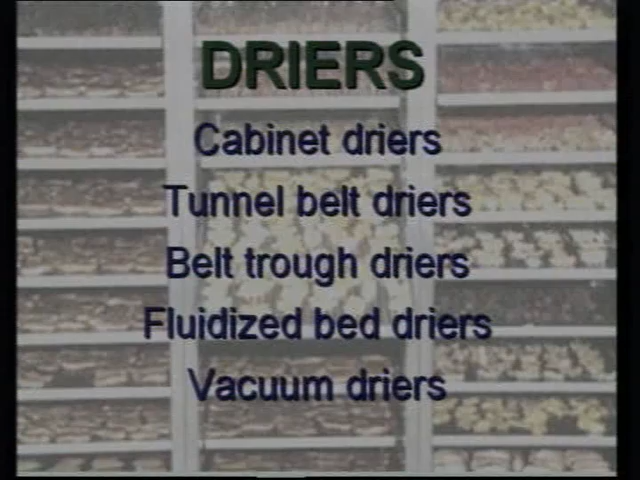 DRIERS
Cabinet driers
Tunnel belt driers
Belt trough driers
Fluidized bed driers
Vacuum driers